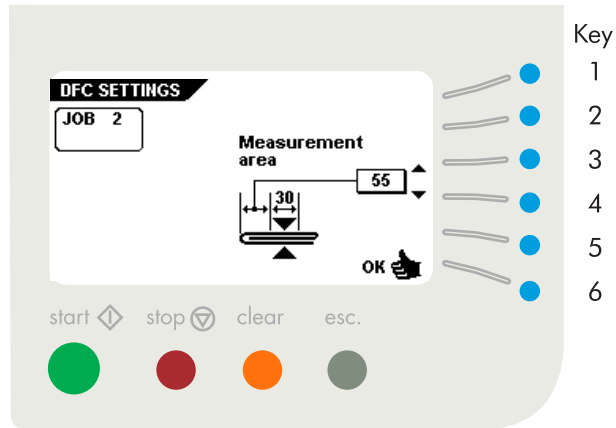 Key
DFC SETTINGS
1
JOB 2
2
Measurement
area
3
55
30
4
5
OK
6
start stop clear esc.